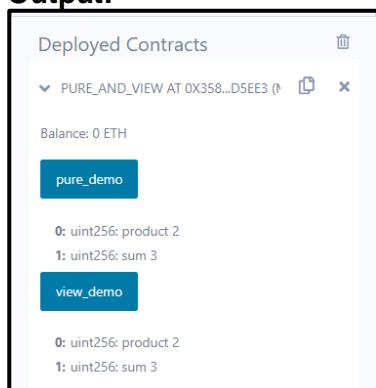 Output:
Deployed Contracts
PURE_AND_VIEW AT 0X358...D5EE3 (M
Balance: 0 ETH
pure_demo
0: uint256: product 2
1: uint256: sum 3
view_demo
0: uint256: product 2
1: uint256: sum 3